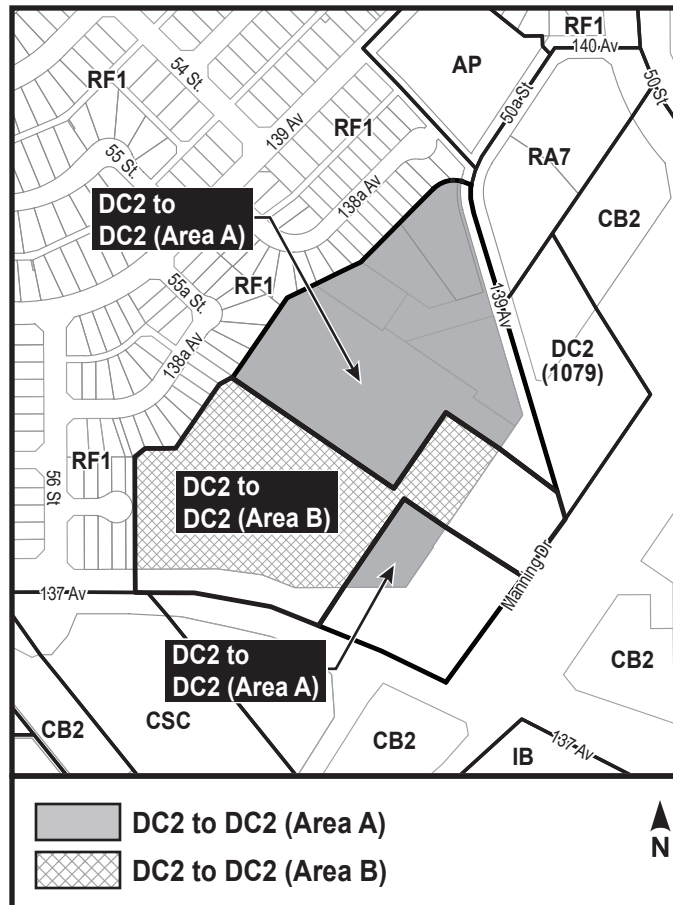 RF1
140 Av
AP
54 St.
RF1
50a St
50 St
139 Av
RF1
55 St.
138a Av
RA7
DC2 to
DC2 (Area A)
CB2
RF1
55a St.
139 Av
138a Av
DC2
(1079)
RF1
56 St
DC2 to
DC2 (Area B)
Manning Dr
137 Av
DC2 to
DC2 (Area A)
CB2
CSC
CB2
CB2
IB
137 Av
DC2 to DC2 (Area A)
DC2 to DC2 (Area B)
N